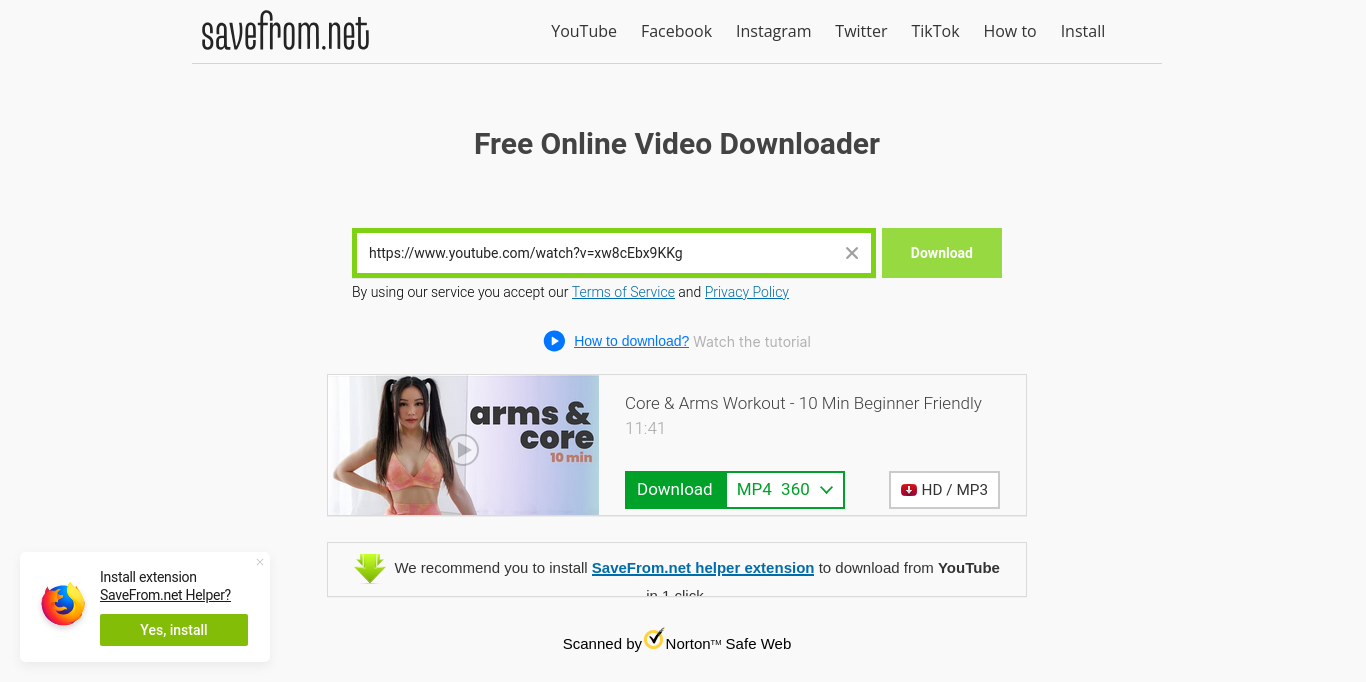 savefrom.net
YouTube Facebook Instagram Twitter TikTok How to Install
Free Online Video Downloader
https://www.youtube.com/watch?v=xw8cEbx9KKg
Download
By using our service you accept our Terms of Service and Privacy Policy
How to download? Watch the tutorial
arms &
core
10 min
Core & Arms Workout - 10 Min Beginner Friendly
11:41
Download MP4 360
HD / MP3
We recommend you to install SaveFrom.net helper extension to download from YouTube
in 1 click
Install extension
SaveFrom.net Helper?
Yes, install
Scanned by Norton™ Safe Web